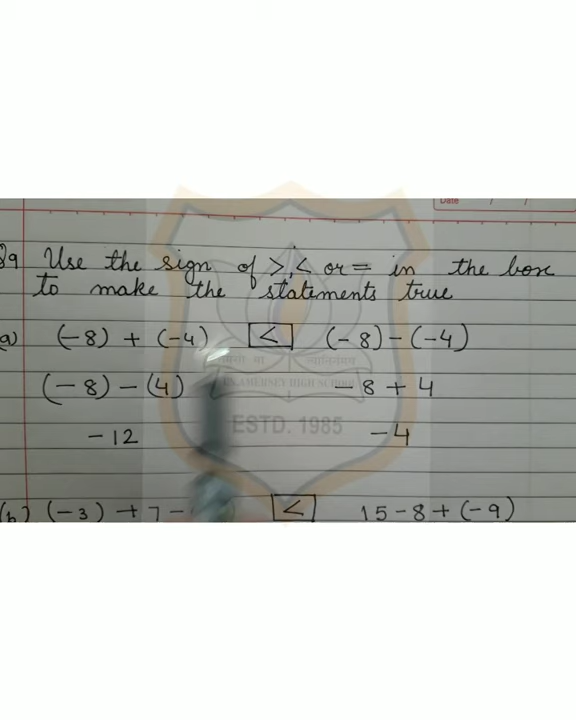 Date / /
Q9 Use the sign of >, < or = in the box
to make the statements true
(a) (-8) + (-4) < (-8) - (-4)
(-8) - (4) -8 + 4
-12 -4
ESTD. 1985
(b) (-3) + 7 - < 15 - 8 + (-9)